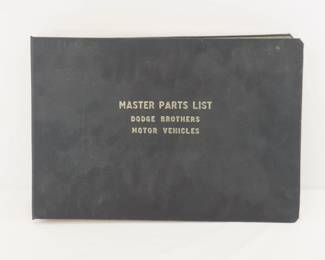 MASTER PARTS LIST
DODGE BROTHERS
MOTOR VEHICLES